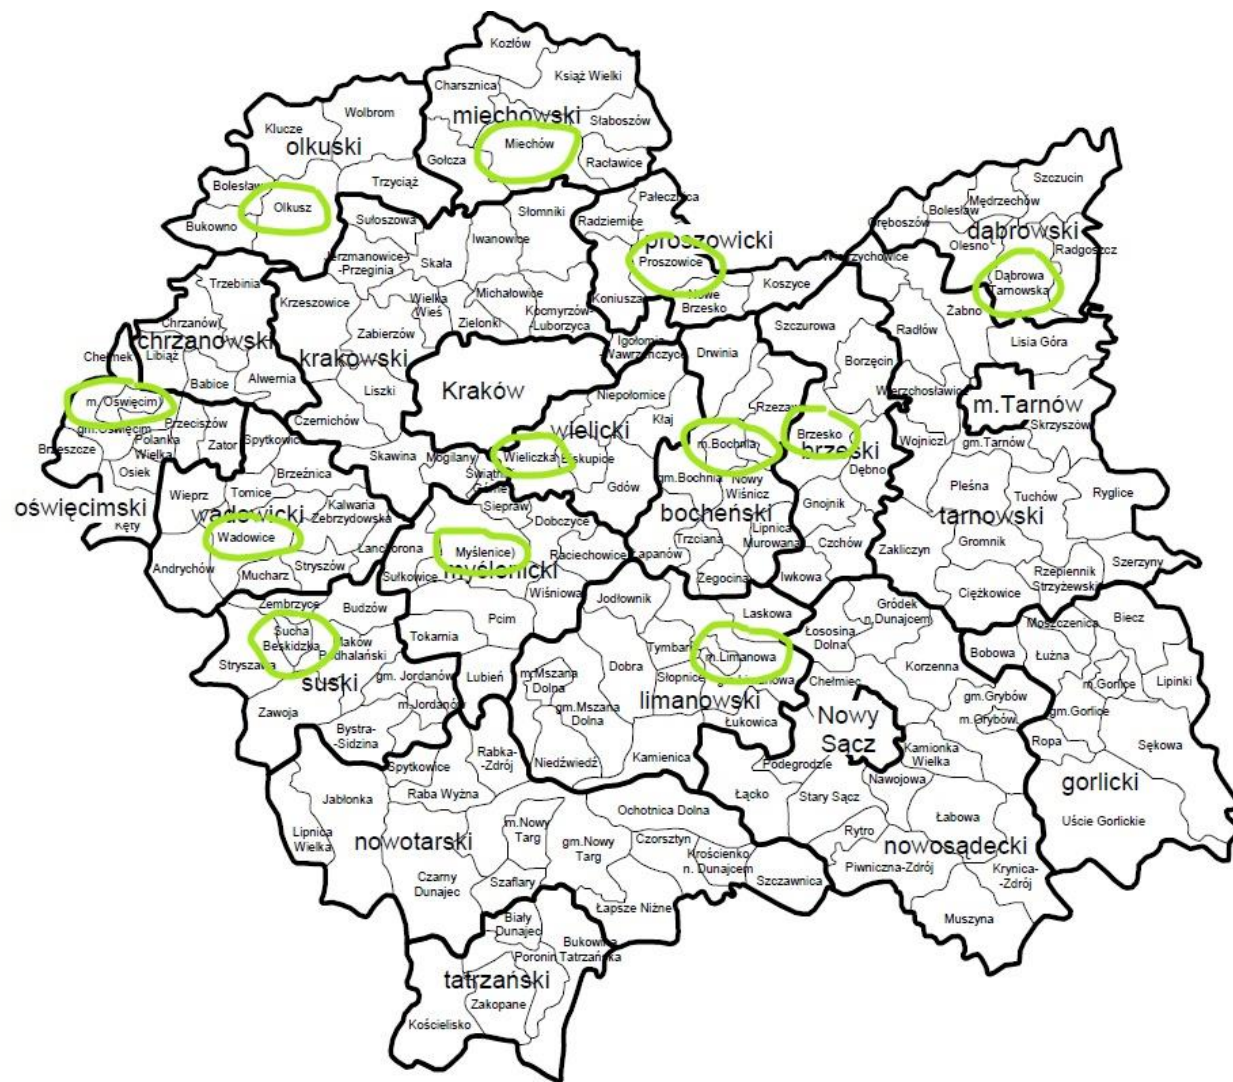 Kozłów
Książ Wielki
Charsznica
miechowski
Słaboszów
Miechów
Gołcza
Racławice
Wolbrom
Klucze
olkuski
Bolesław
Trzyciąż
Olkusz
Bukowno
Pałecznica
Radziemice
proszowicki
Proszowice
Koniusza
Nowe
Brzesko
Koszyce
Szczucin
Mędrzechów
Bolesław
Gręboszów
dąbrowski
Olesno
Radgoszcz
Dąbrowa
Tarnowska
Sułoszowa
Słomniki
Iwanowice
Jerzmanowice-
-Przeginia
Skała
Krzeszowice
Wielka
Wieś
Michałowice
Zielonki
Kocmyrzów-
Luborzyca
Zabierzów
krakowski
Igołomia-
-Wawrzeńczyce
Liszki
Czernichów
Skawina
Mogilany
Świątniki
Górne
Kraków
Trzebinia
Chrzanów
chrzanowski
Libiąż
Babice
Alwernia
Chełmek
m. Oświęcim)
gm.Oświęcim
Przeciszów
Brzeszcze
Polanka
Wielka
Zator
Osiek
oświęcimski
Kęty
Spytkowice
Brzeźnica
Wieprz
Tomice
Kalwaria
Zebrzydowska
wadowicki
Wadowice
Lanckorona
Andrychów
Mucharz
Stryszów
Niepołomice
Kłaj
wielicki
Wieliczka
Biskupice
Gdów
Drwinia
Rzezawa
m.Bochnia
gm.Bochnia
Nowy
Wiśnicz
bocheński
Trzciana
Lipnica
Murowana
Łapanów
Żegocina
Szczurowa
Borzęcin
Brzesko
brzeski
Dębno
Gnojnik
Czchów
Iwkowa
Wietrzychowice
Żabno
Radłów
Lisia Góra
Wierzchosławice
m.Tarnów
Skrzyszów
Wojnicz
gm.Tarnów
Pleśna
Tuchów
Ryglice
tarnowski
Zakliczyn
Gromnik
Rzepiennik
Strzyżewski
Szerzyny
Ciężkowice
Siepraw
Dobczyce
Myślenice)
myślenicki
Raciechowice
Sułkowice
Wiśniowa
Pcim
Tokarnia
Lubień
Zembrzyce
Budzów
Sucha
Beskidzka
Maków
Podhalański
Stryszawa
suski
gm. Jordanów
m.Jordanów
Zawoja
Bystra-
-Sidzina
Jodłownik
Laskowa
Tymbark
m.Limanowa
Dobra
Słopnice
gm.Limanowa
m.Mszana
Dolna
gm.Mszana
Dolna
limanowski
Łukowica
Niedźwiedź
Kamienica
Gródek
n.Dunajcem
Łososina
Dolna
Korzenna
Chełmiec
gm.Grybów
m.Grybów
Nowy
Sącz
Kamionka
Wielka
Podegrodzie
Nawojowa
Łącko
Stary Sącz
Łabowa
Rytro
nowosądecki
Piwniczna-Zdrój
Krynica-
-Zdrój
Muszyna
Biecz
Moszczenica
Bobowa
Łużna
Lipinki
m.Gorlice
gm.Gorlice
Ropa
Sękowa
gorlicki
Uście Gorlickie
Rabka-
-Zdrój
Spytkowice
Raba Wyżna
Jabłonka
Lipnica
Wielka
nowotarski
m.Nowy
Targ
gm.Nowy
Targ
Ochotnica Dolna
Czorsztyn
Krościenko
n. Dunajcem
Szczawnica
Czarny
Dunajec
Szaflary
Łapsze Niżne
Biały
Dunajec
Bukowina
Tatrzańska
Poronin
tatrzański
Zakopane
Kościelisko